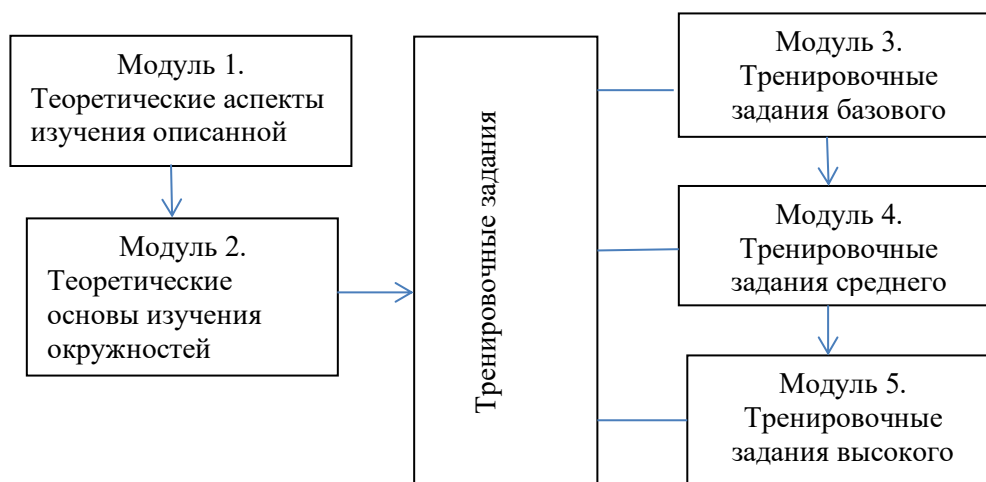 Модуль 1.
Теоретические аспекты
изучения описанной
Модуль 2.
Теоретические
основы изучения
окружностей
Тренировочные задания
Модуль 3.
Тренировочные
задания базового
Модуль 4.
Тренировочные
задания среднего
Модуль 5.
Тренировочные
задания высокого